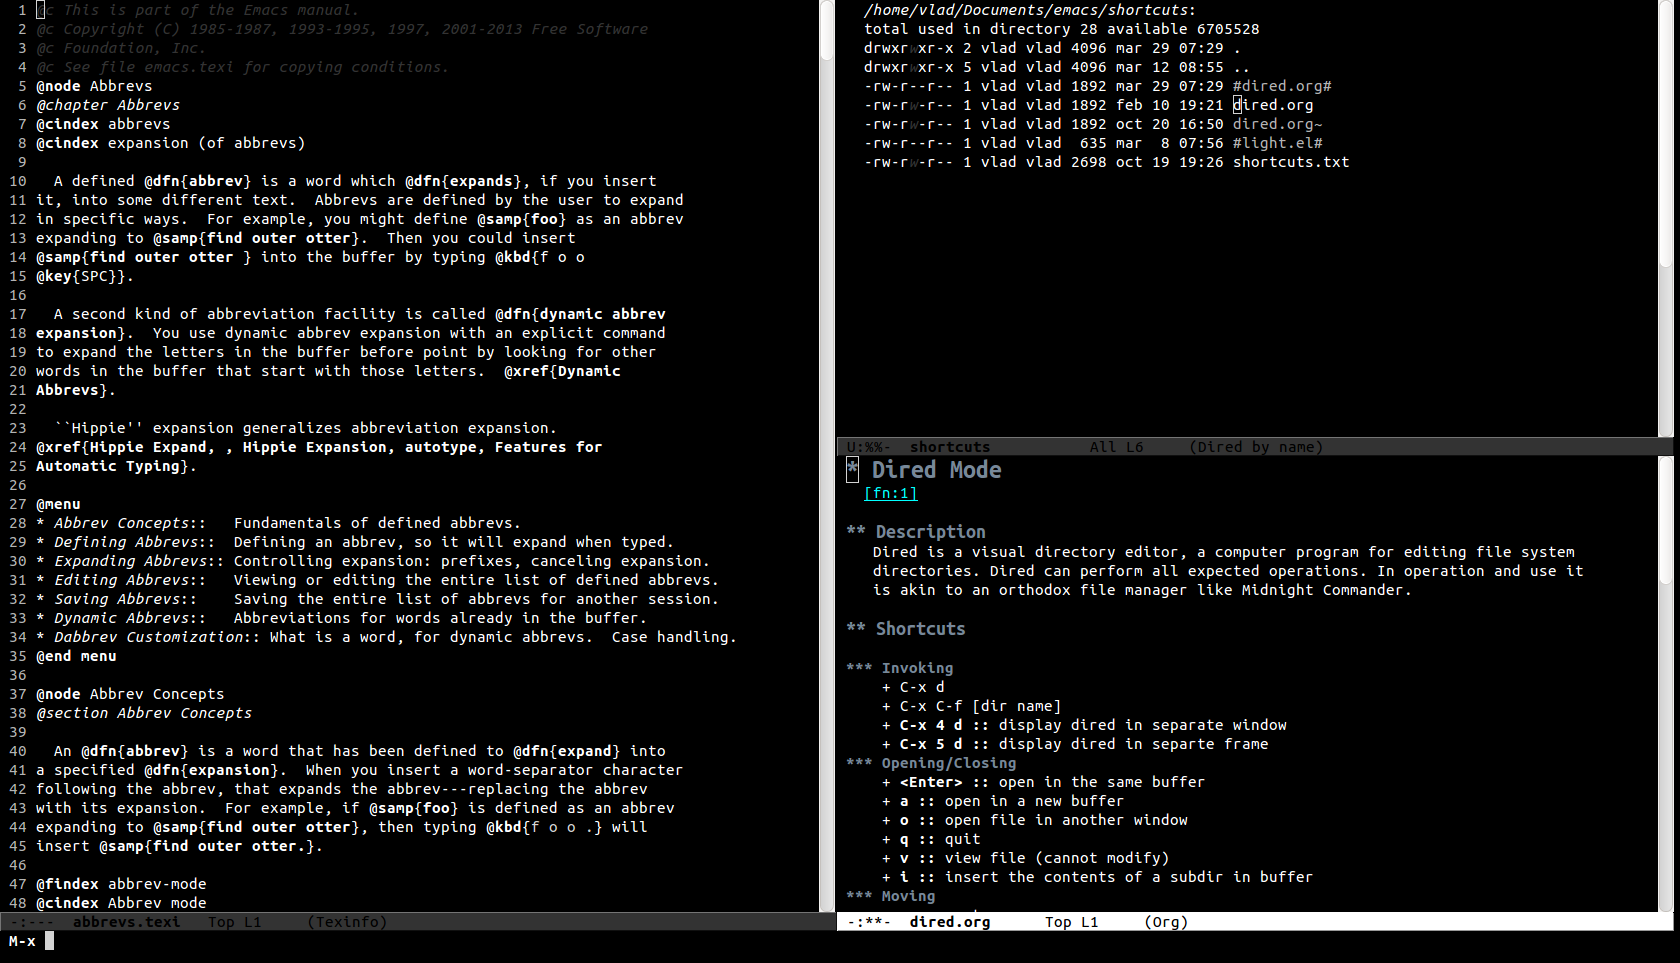 1 @c This is part of the Emacs manual.
2 @c Copyright (C) 1985-1987, 1993-1995, 1997, 2001-2013 Free Software
3 @c Foundation, Inc.
4 @c See file emacs.texi for copying conditions.
5 @node Abbrevs
6 @chapter Abbrevs
7 @cindex abbrevs
8 @cindex expansion (of abbrevs)
9
10   A defined @dfn{abbrev} is a word which @dfn{expands}, if you insert
11 it, into some different text.  Abbrevs are defined by the user to expand
12 in specific ways.  For example, you might define @samp{foo} as an abbrev
13 expanding to @samp{find outer otter}.  Then you could insert
14 @samp{find outer otter } into the buffer by typing @kbd{f o o
15 @key{SPC}}.
16
17   A second kind of abbreviation facility is called @dfn{dynamic abbrev
18 expansion}.  You use dynamic abbrev expansion with an explicit command
19 to expand the letters in the buffer before point by looking for other
20 words in the buffer that start with those letters.  @xref{Dynamic
21 Abbrevs}.
22
23   ``Hippie'' expansion generalizes abbreviation expansion.
24 @xref{Hippie Expand, , Hippie Expansion, autotype, Features for
25 Automatic Typing}.
26
27 @menu
28 * Abbrev Concepts::   Fundamentals of defined abbrevs.
29 * Defining Abbrevs::  Defining an abbrev, so it will expand when typed.
30 * Expanding Abbrevs:: Controlling expansion: prefixes, canceling expansion.
31 * Editing Abbrevs::   Viewing or editing the entire list of defined abbrevs.
32 * Saving Abbrevs::    Saving the entire list of abbrevs for another session.
33 * Dynamic Abbrevs::   Abbreviations for words already in the buffer.
34 * Dabbrev Customization:: What is a word, for dynamic abbrevs.  Case handling.
35 @end menu
36
37 @node Abbrev Concepts
38 @section Abbrev Concepts
39
40   An @dfn{abbrev} is a word that has been defined to @dfn{expand} into
41 a specified @dfn{expansion}.  When you insert a word-separator character
42 following the abbrev, that expands the abbrev---replacing the abbrev
43 with its expansion.  For example, if @samp{foo} is defined as an abbrev
44 expanding to @samp{find outer otter}, then typing @kbd{f o o .} will
45 insert @samp{find outer otter.}.
46
47 @findex abbrev-mode
48 @cindex Abbrev mode
-:---  abbrevs.texi   Top L1     (Texinfo)
M-x
/home/vlad/Documents/emacs/shortcuts:
total used in directory 28 available 6705528
drwxrwxr-x 2 vlad vlad 4096 mar 29 07:29 .
drwxrwxr-x 5 vlad vlad 4096 mar 12 08:55 ..
-rw-r--r-- 1 vlad vlad 1892 mar 29 07:29 #dired.org#
-rw-rw-r-- 1 vlad vlad 1892 feb 10 19:21 dired.org
-rw-rw-r-- 1 vlad vlad 1892 oct 20 16:50 dired.org~
-rw-r--r-- 1 vlad vlad  635 mar  8 07:56 #light.el#
-rw-rw-r-- 1 vlad vlad 2698 oct 19 19:26 shortcuts.txt
U:%%-  shortcuts           All L6     (Dired by name)
* Dired Mode
[fn:1]
** Description
Dired is a visual directory editor, a computer program for editing file system
directories. Dired can perform all expected operations. In operation and use it
is akin to an orthodox file manager like Midnight Commander.
** Shortcuts
*** Invoking
+ C-x d
+ C-x C-f [dir name]
+ C-x 4 d :: display dired in separate window
+ C-x 5 d :: display dired in separte frame
*** Opening/Closing
+ <Enter> :: open in the same buffer
+ a :: open in a new buffer
+ o :: open file in another window
+ q :: quit
+ v :: view file (cannot modify)
+ i :: insert the contents of a subdir in buffer
*** Moving
-:**-  dired.org      Top L1     (Org)